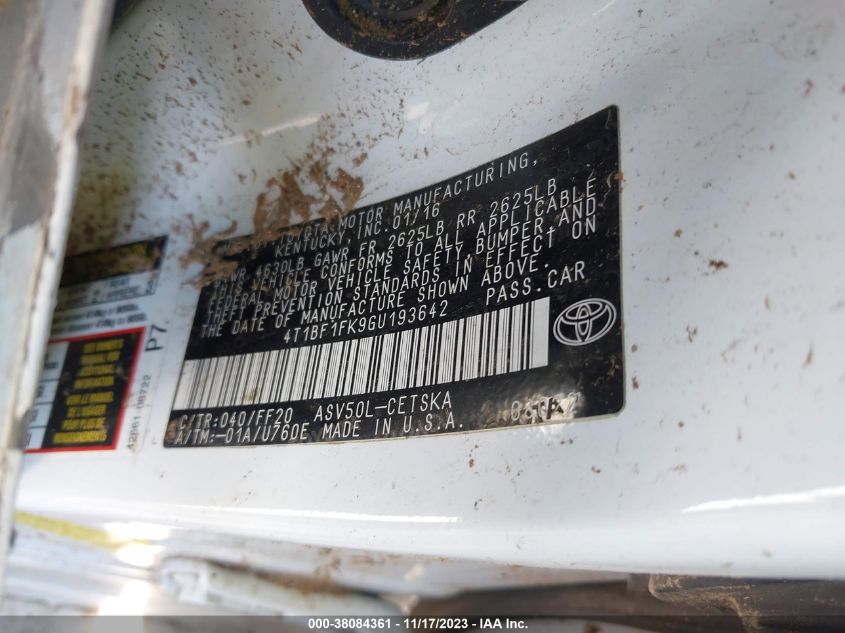 TOYOTA MOTOR MANUFACTURING,
KENTUCKY, INC. 01/16
GVWR 4630LB GAWR FR 2625LB RR 2625LB
THIS VEHICLE CONFORMS TO ALL APPLICABLE
FEDERAL MOTOR VEHICLE SAFETY, BUMPER, AND
THEFT PREVENTION STANDARDS IN EFFECT ON
THE DATE OF MANUFACTURE SHOWN ABOVE.
4T1BF1FK9GU193642 PASS.CAR
C/TR:040/FF20 ASV50L-CETSKA
A/TM:-01A/U760E MADE IN U.S.A.
P7
42861-06722
000-38084361 - 11/17/2023 - IAA Inc.